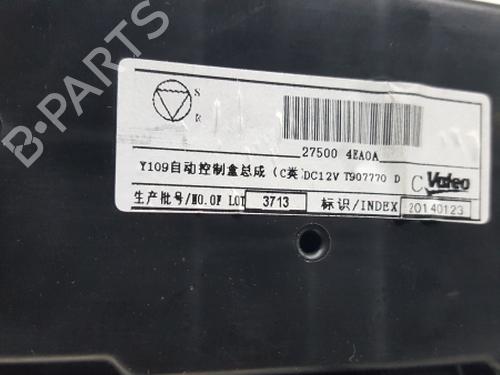 B-PARTS
S
R
27500 4EA0A
Y109自动控制盒总成 (C类 DC12V T907770 D
C Valeo
生产批号/NO.OF LOT 3713 标识/INDEX 20140123